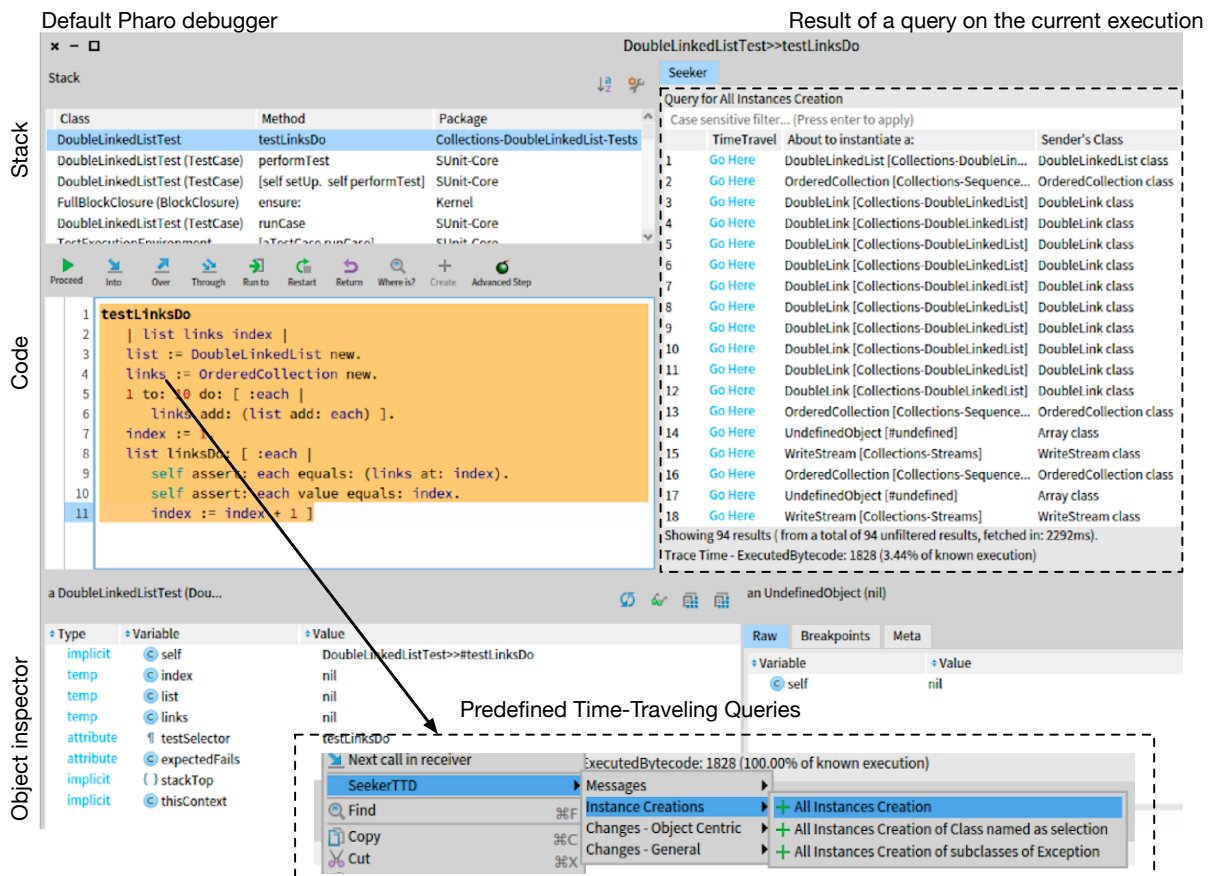 Default Pharo debugger
Result of a query on the current execution
DoubleLinkedListTest>>testLinksDo
Stack
Stack
Class Method Package
DoubleLinkedListTest testLinksDo Collections-DoubleLinkedList-Tests
DoubleLinkedListTest (TestCase) performTest SUnit-Core
DoubleLinkedListTest (TestCase) [self setUp. self performTest] SUnit-Core
FullBlockClosure (BlockClosure) ensure: Kernel
DoubleLinkedListTest (TestCase) runCase SUnit-Core
TestExecutionEnvironment [aTestCase runCase] SUnit-Core
Proceed Into Over Through Run to Restart Return Where is? Create Advanced Step
Code
1 testLinksDo
2 | list links index |
3 list := DoubleLinkedList new.
4 links := OrderedCollection new.
5 1 to: 10 do: [ :each |
6 links add: (list add: each) ].
7 index := 1.
8 list linksDo: [ :each |
9 self assert: each equals: (links at: index).
10 self assert: each value equals: index.
11 index := index + 1 ]
Seeker
Query for All Instances Creation
Case sensitive filter... (Press enter to apply)
TimeTravel About to instantiate a: Sender's Class
1 Go Here DoubleLinkedList [Collections-DoubleLin... DoubleLinkedList class
2 Go Here OrderedCollection [Collections-Sequence... OrderedCollection class
3 Go Here DoubleLink [Collections-DoubleLinkedList] DoubleLink class
4 Go Here DoubleLink [Collections-DoubleLinkedList] DoubleLink class
5 Go Here DoubleLink [Collections-DoubleLinkedList] DoubleLink class
6 Go Here DoubleLink [Collections-DoubleLinkedList] DoubleLink class
7 Go Here DoubleLink [Collections-DoubleLinkedList] DoubleLink class
8 Go Here DoubleLink [Collections-DoubleLinkedList] DoubleLink class
9 Go Here DoubleLink [Collections-DoubleLinkedList] DoubleLink class
10 Go Here DoubleLink [Collections-DoubleLinkedList] DoubleLink class
11 Go Here DoubleLink [Collections-DoubleLinkedList] DoubleLink class
12 Go Here DoubleLink [Collections-DoubleLinkedList] DoubleLink class
13 Go Here OrderedCollection [Collections-Sequence... OrderedCollection class
14 Go Here UndefinedObject [#undefined] Array class
15 Go Here WriteStream [Collections-Streams] WriteStream class
16 Go Here OrderedCollection [Collections-Sequence... OrderedCollection class
17 Go Here UndefinedObject [#undefined] Array class
18 Go Here WriteStream [Collections-Streams] WriteStream class
Showing 94 results ( from a total of 94 unfiltered results, fetched in: 2292ms).
Trace Time - ExecutedBytecode: 1828 (3.44% of known execution)
Object inspector
a DoubleLinkedListTest (Dou...
Type Variable Value
implicit self DoubleLinkedListTest>>#testLinksDo
temp index nil
temp list nil
temp links nil
attribute testSelector testLinksDo
attribute expectedFails
implicit { } stackTop
implicit thisContext
an UndefinedObject (nil)
Raw Breakpoints Meta
Variable Value
self nil
Predefined Time-Traveling Queries
Next call in receiver
ExecutedBytecode: 1828 (100.00% of known execution)
SeekerTTD
Find ⌘F
Copy ⌘C
Cut ⌘X
Messages
Instance Creations
Changes - Object Centric
Changes - General
All Instances Creation
All Instances Creation of Class named as selection
All Instances Creation of subclasses of Exception